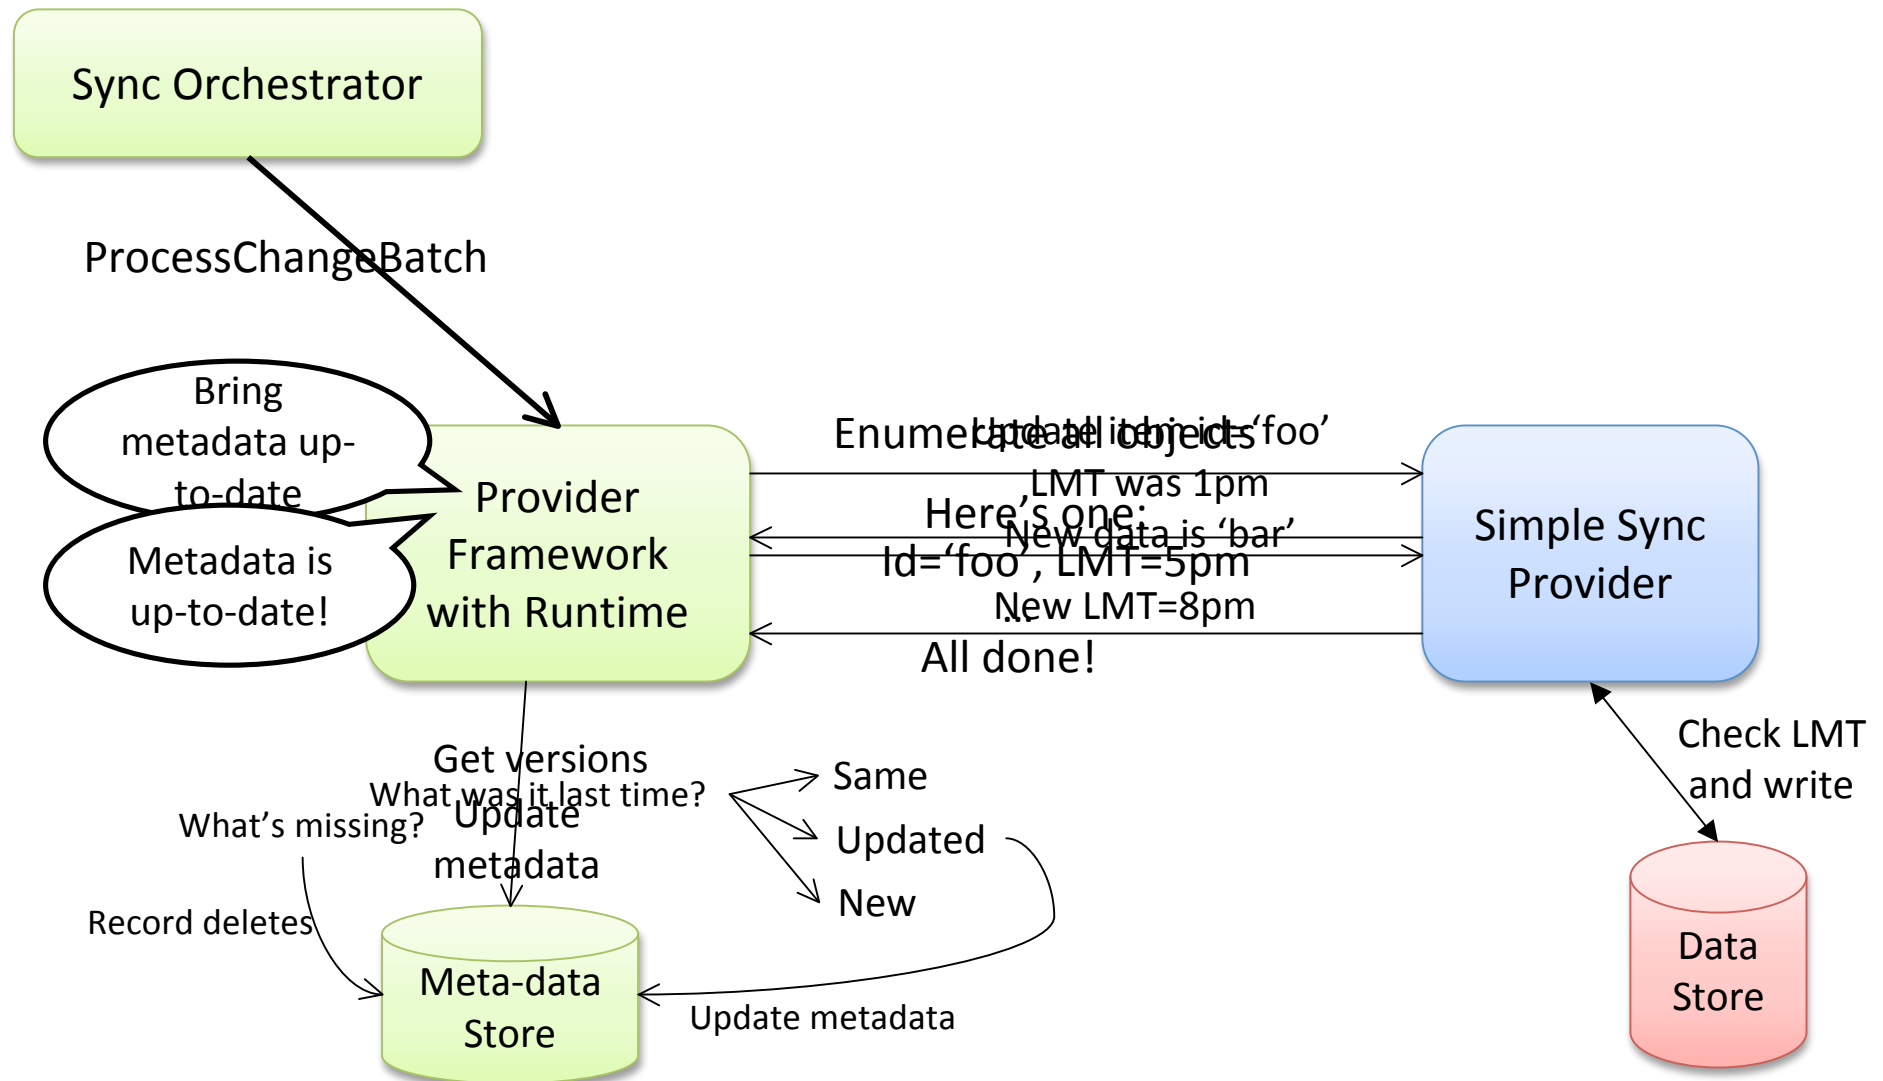 Sync Orchestrator
ProcessChangeBatch
Bring
metadata up-
to-date
Metadata is
up-to-date!
Provider
Framework
with Runtime
Enumerate all objects
Here’s one:
Id=‘foo’, LMT=5pm
...
All done!
Update item id=‘foo’
,LMT was 1pm
New data is ‘bar’
New LMT=8pm
Simple Sync
Provider
Check LMT
and write
Data
Store
Get versions
Update
metadata
What was it last time?
Same
Updated
New
What’s missing?
Record deletes
Update metadata
Meta-data
Store